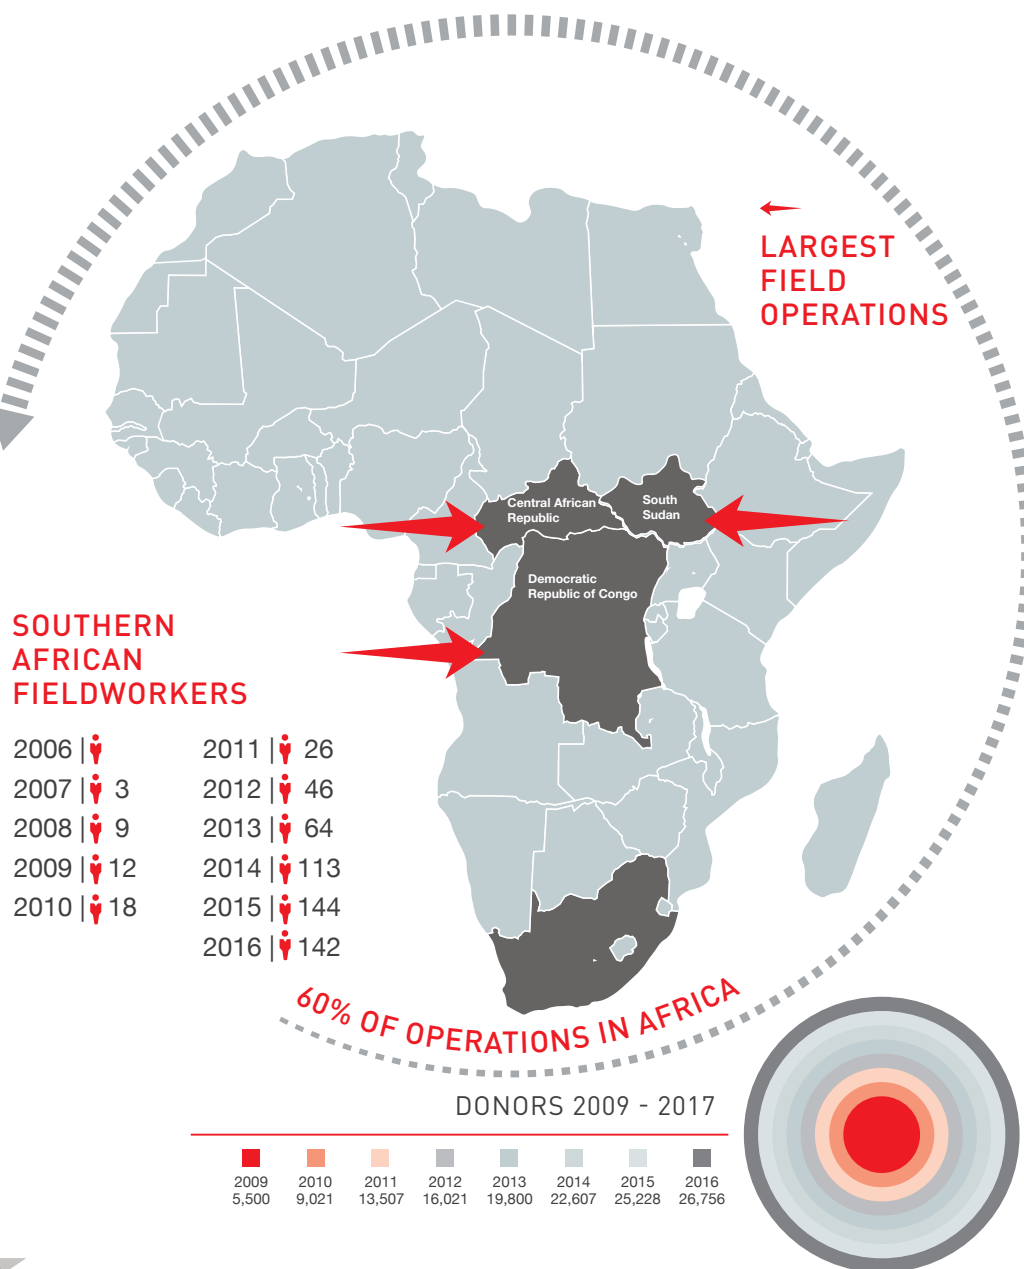 LARGEST
FIELD
OPERATIONS
Central African
Republic
South
Sudan
Democratic
Republic of Congo
SOUTHERN
AFRICAN
FIELDWORKERS
2006 |
2007 | 3
2008 | 9
2009 | 12
2010 | 18
2011 | 26
2012 | 46
2013 | 64
2014 | 113
2015 | 144
2016 | 142
60% OF OPERATIONS IN AFRICA
DONORS 2009 - 2017
2009 2010 2011 2012 2013 2014 2015 2016
5,500 9,021 13,507 16,021 19,800 22,607 25,228 26,756